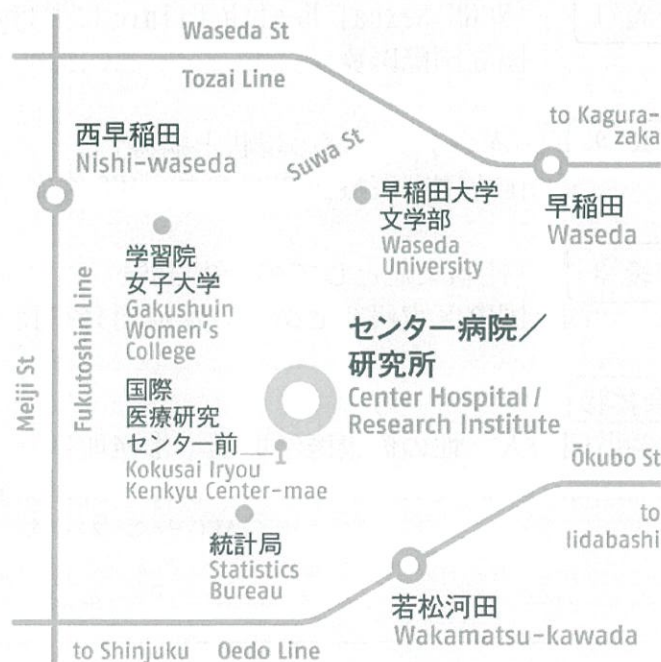 Waseda St
Tozai Line
to Kagura-
zaka
西早稲田
Nishi-waseda
Suwa St
早稲田大学
文学部
Waseda
University
早稲田
Waseda
学習院
女子大学
Gakushuin
Women's
College
Meiji St
Fukutoshin Line
センター病院／
研究所
Center Hospital /
Research Institute
国際
医療研究
センター前
Kokusai Iryou
Kenkyu Center-mae
Ōkubo St
to
Iidabashi
統計局
Statistics
Bureau
若松河田
Wakamatsu-kawada
to Shinjuku
Oedo Line